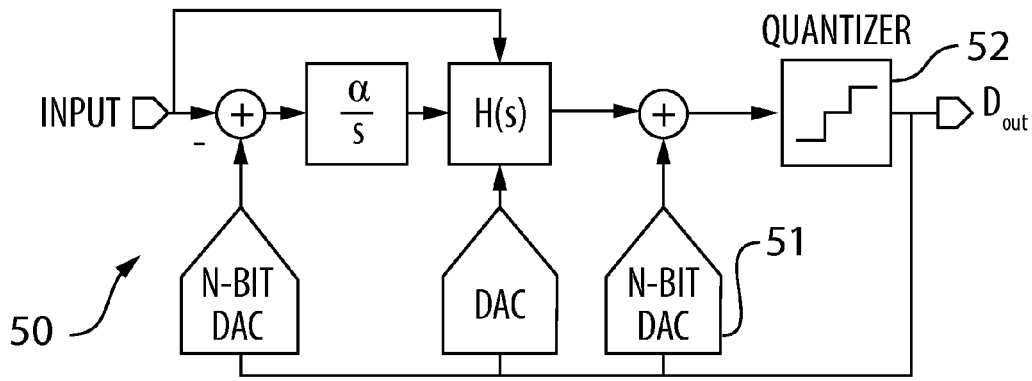 QUANTIZER
52
INPUT
+
-
α
s
H(s)
+
D out
50
N-BIT
DAC
DAC
N-BIT
DAC
51